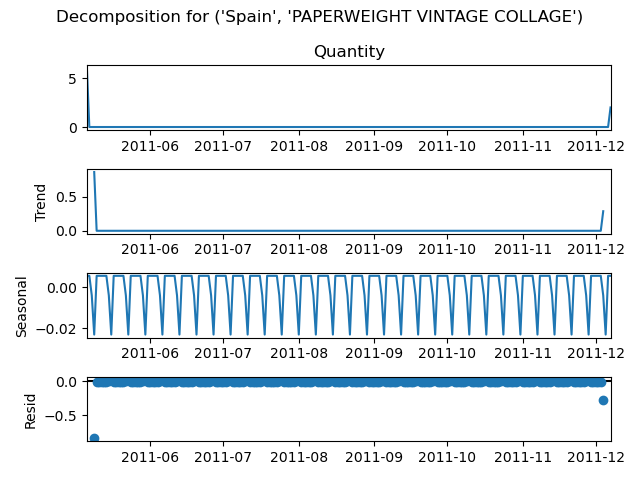 Decomposition for ('Spain', 'PAPERWEIGHT VINTAGE COLLAGE')
Quantity
5
0
2011-06 2011-07 2011-08 2011-09 2011-10 2011-11 2011-12
Trend
0.5
0.0
2011-06 2011-07 2011-08 2011-09 2011-10 2011-11 2011-12
Seasonal
0.00
−0.02
2011-06 2011-07 2011-08 2011-09 2011-10 2011-11 2011-12
Resid
0.0
−0.5
2011-06 2011-07 2011-08 2011-09 2011-10 2011-11 2011-12